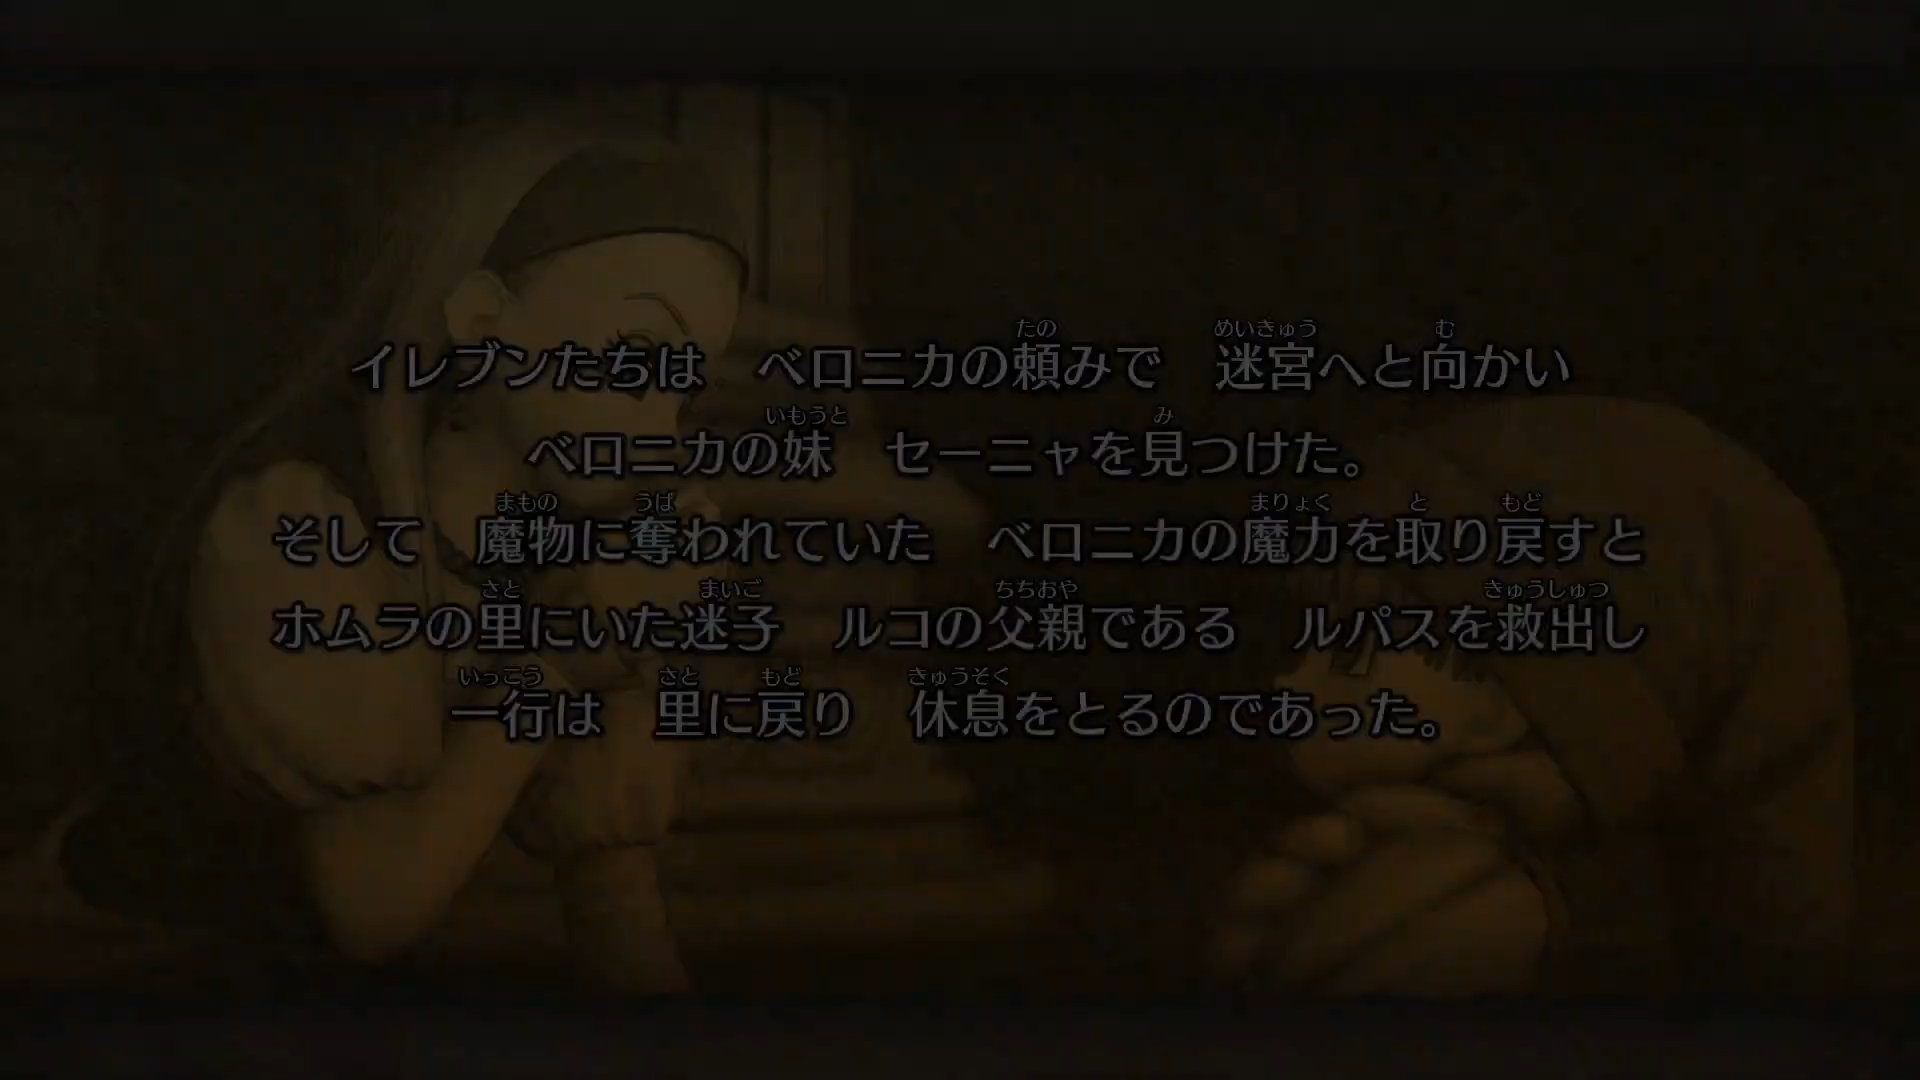 イレブンたちは　ベロニカの頼みで　迷宮へと向かい
ベロニカの妹　セーニャを見つけた。
そして　魔物に奪われていた　ベロニカの魔力を取り戻すと
ホムラの里にいた迷子　ルコの父親である　ルパスを救出し
一行は　里に戻り　休息をとるのであった。